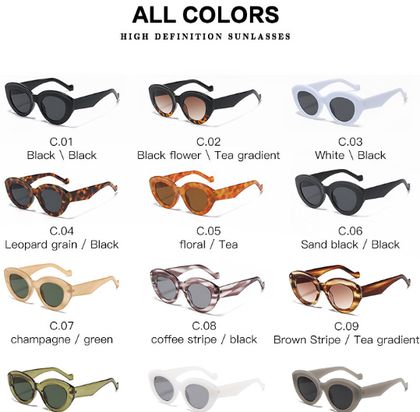 ALL COLORS
HIGH DEFINITION SUNLASSES
C.01
Black \ Black
C.02
Black flower \ Tea gradient
C.03
White \ Black
C.04
Leopard grain / Black
C.05
floral / Tea
C.06
Sand black / Black
C.07
champagne / green
C.08
coffee stripe / black
C.09
Brown Stripe / Tea gradient